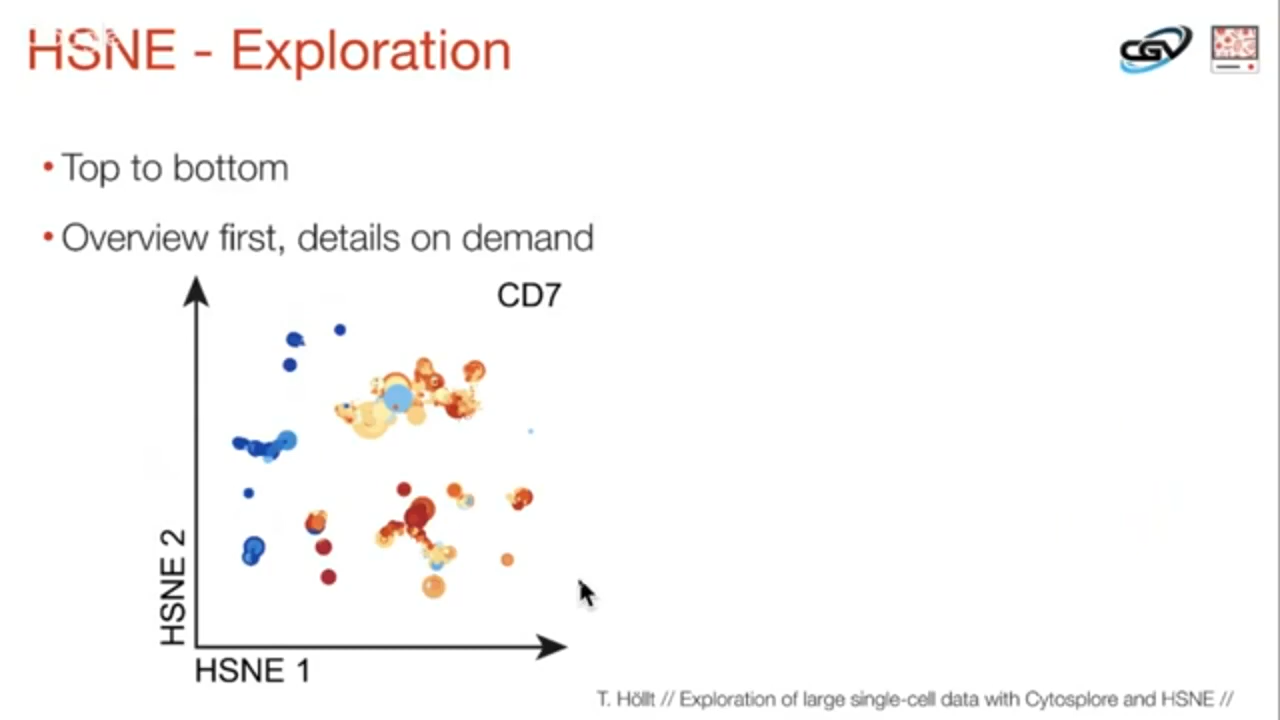 HSNE - Exploration
CGV
• Top to bottom
• Overview first, details on demand
CD7
HSNE 2
HSNE 1
T. Höllt // Exploration of large single-cell data with Cytosplore and HSNE //